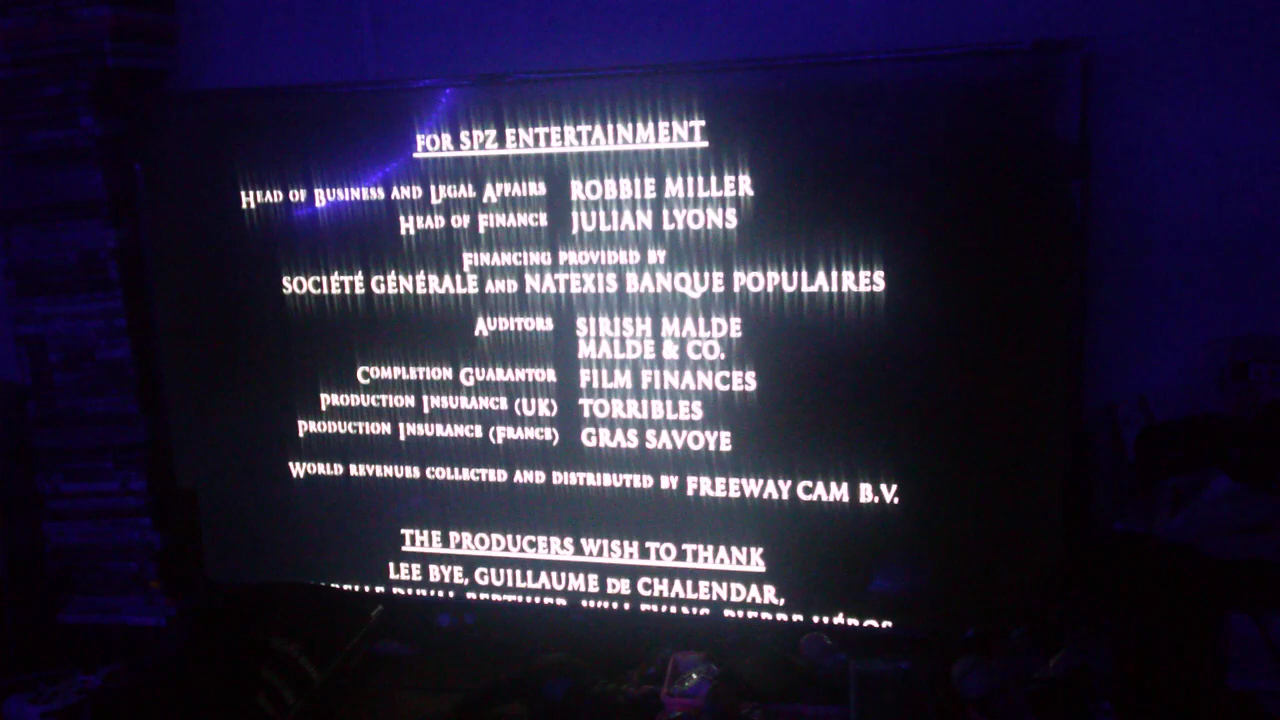 FOR SPZ ENTERTAINMENT
HEAD OF BUSINESS AND LEGAL AFFAIRS ROBBIE MILLER
HEAD OF FINANCE JULIAN LYONS
FINANCING PROVIDED BY
SOCIÉTÉ GÉNÉRALE AND NATEXIS BANQUE POPULAIRES
AUDITORS SIRISH MALDE
MALDE & CO.
COMPLETION GUARANTOR FILM FINANCES
PRODUCTION INSURANCE (UK) TORRIBLES
PRODUCTION INSURANCE (FRANCE) GRAS SAVOYE
WORLD REVENUES COLLECTED AND DISTRIBUTED BY FREEWAY CAM B.V.
THE PRODUCERS WISH TO THANK
LEE BYE, GUILLAUME DE CHALENDAR,